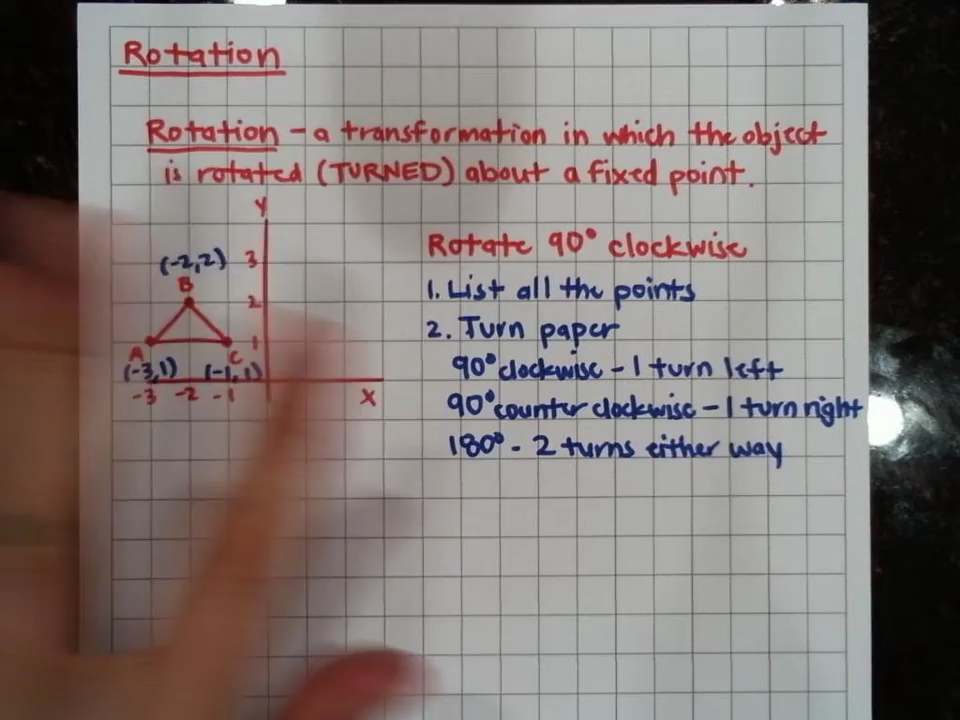 Rotation
Rotation - a transformation in which the object
is rotated (TURNED) about a fixed point.
Y
(-2,2)
3
B
2
1
A
C
(-3,1) (-1,1)
-3 -2 -1
X
Rotate 90° clockwise
1. List all the points
2. Turn paper
90° clockwise - 1 turn left
90° counter clockwise - 1 turn right
180° - 2 turns either way